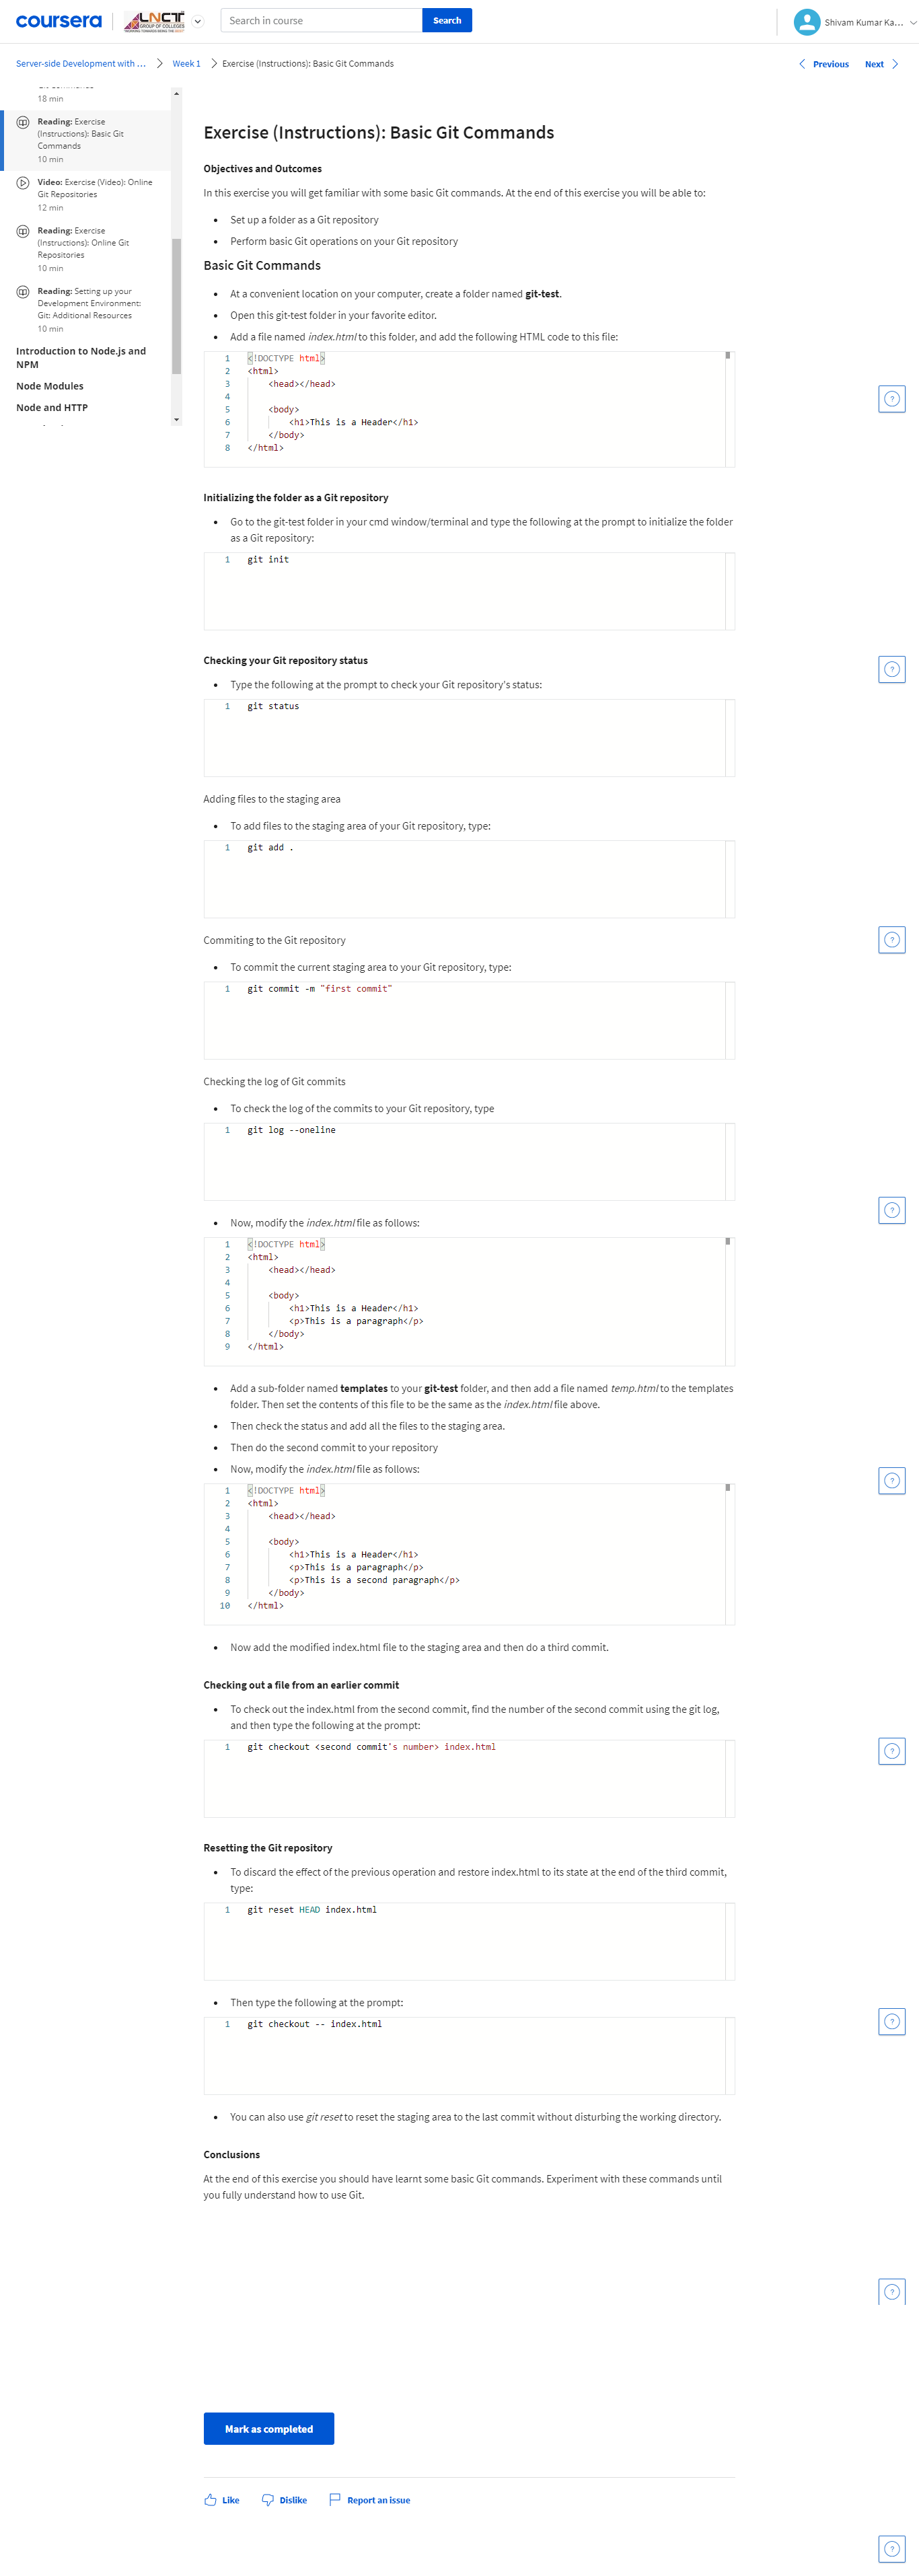 coursera
LNCT
GROUP OF COLLEGES
Search in course
Search
Shivam Kumar Ka...
Server-side Development with ...
Week 1
Exercise (Instructions): Basic Git Commands
Previous
Next
18 min
Reading: Exercise
(Instructions): Basic Git
Commands
10 min
Video: Exercise (Video): Online
Git Repositories
12 min
Reading: Exercise
(Instructions): Online Git
Repositories
10 min
Reading: Setting up your
Development Environment:
Git: Additional Resources
10 min
Introduction to Node.js and
NPM
Node Modules
Node and HTTP
Exercise (Instructions): Basic Git Commands
Objectives and Outcomes
In this exercise you will get familiar with some basic Git commands. At the end of this exercise you will be able to:
• Set up a folder as a Git repository
• Perform basic Git operations on your Git repository
Basic Git Commands
• At a convenient location on your computer, create a folder named git-test.
• Open this git-test folder in your favorite editor.
• Add a file named index.html to this folder, and add the following HTML code to this file:
1 <!DOCTYPE html>
2 <html>
3 <head></head>
4
5 <body>
6 <h1>This is a Header</h1>
7 </body>
8 </html>
Initializing the folder as a Git repository
• Go to the git-test folder in your cmd window/terminal and type the following at the prompt to initialize the folder
as a Git repository:
1 git init
Checking your Git repository status
• Type the following at the prompt to check your Git repository's status:
1 git status
Adding files to the staging area
• To add files to the staging area of your Git repository, type:
1 git add .
Commiting to the Git repository
• To commit the current staging area to your Git repository, type:
1 git commit -m "first commit"
Checking the log of Git commits
• To check the log of the commits to your Git repository, type
1 git log --oneline
• Now, modify the index.html file as follows:
1 <!DOCTYPE html>
2 <html>
3 <head></head>
4
5 <body>
6 <h1>This is a Header</h1>
7 <p>This is a paragraph</p>
8 </body>
9 </html>
• Add a sub-folder named templates to your git-test folder, and then add a file named temp.html to the templates
folder. Then set the contents of this file to be the same as the index.html file above.
• Then check the status and add all the files to the staging area.
• Then do the second commit to your repository
• Now, modify the index.html file as follows:
1 <!DOCTYPE html>
2 <html>
3 <head></head>
4
5 <body>
6 <h1>This is a Header</h1>
7 <p>This is a paragraph</p>
8 <p>This is a second paragraph</p>
9 </body>
10 </html>
• Now add the modified index.html file to the staging area and then do a third commit.
Checking out a file from an earlier commit
• To check out the index.html from the second commit, find the number of the second commit using the git log,
and then type the following at the prompt:
1 git checkout <second commit's number> index.html
Resetting the Git repository
• To discard the effect of the previous operation and restore index.html to its state at the end of the third commit,
type:
1 git reset HEAD index.html
• Then type the following at the prompt:
1 git checkout -- index.html
• You can also use git reset to reset the staging area to the last commit without disturbing the working directory.
Conclusions
At the end of this exercise you should have learnt some basic Git commands. Experiment with these commands until
you fully understand how to use Git.
Mark as completed
Like
Dislike
Report an issue